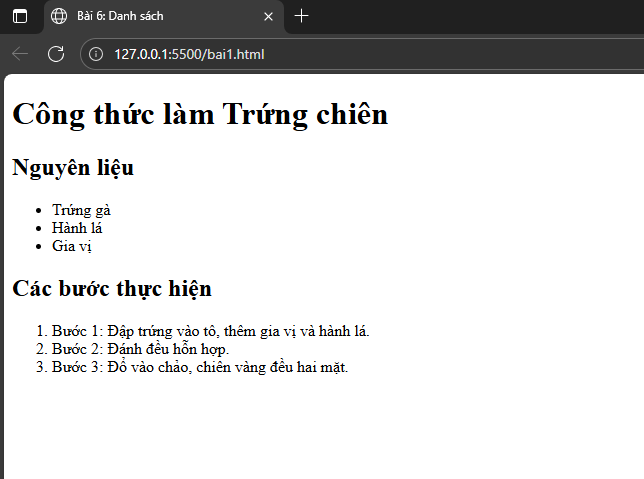 Bài 6: Danh sách
127.0.0.1:5500/bai1.html
Công thức làm Trứng chiên
Nguyên liệu
• Trứng gà
• Hành lá
• Gia vị
Các bước thực hiện
1. Bước 1: Đập trứng vào tô, thêm gia vị và hành lá.
2. Bước 2: Đánh đều hỗn hợp.
3. Bước 3: Đổ vào chảo, chiên vàng đều hai mặt.